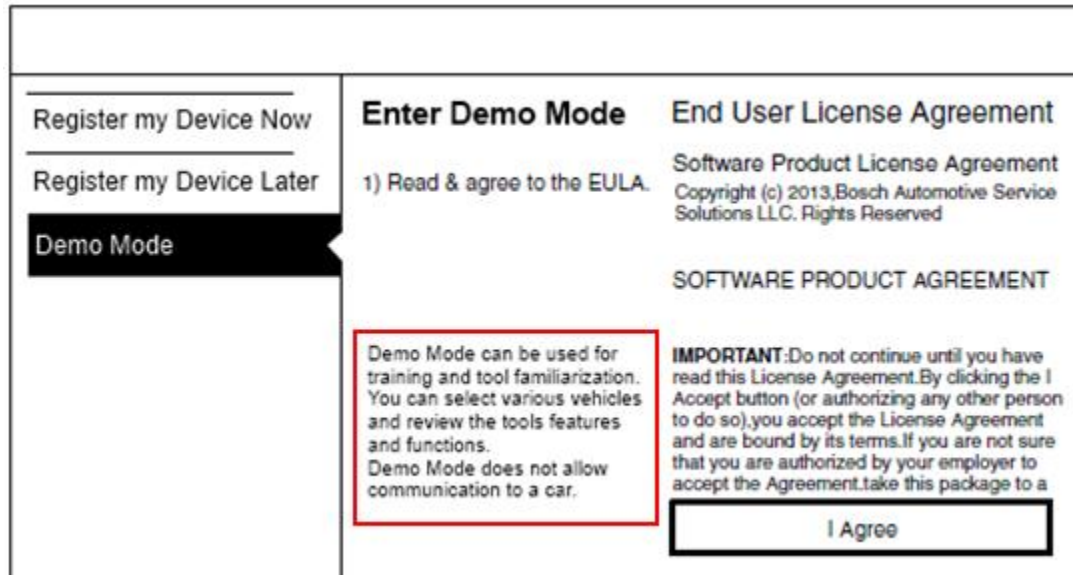 Register my Device Now
Register my Device Later
Demo Mode
Enter Demo Mode
1) Read & agree to the EULA.
Demo Mode can be used for
training and tool familiarization.
You can select various vehicles
and review the tools features
and functions.
Demo Mode does not allow
communication to a car.
End User License Agreement
Software Product License Agreement
Copyright (c) 2013,Bosch Automotive Service
Solutions LLC. Rights Reserved
SOFTWARE PRODUCT AGREEMENT
IMPORTANT:Do not continue until you have
read this License Agreement.By clicking the I
Accept button (or authorizing any other person
to do so),you accept the License Agreement
and are bound by its terms.If you are not sure
that you are authorized by your employer to
accept the Agreement.take this package to a
I Agree